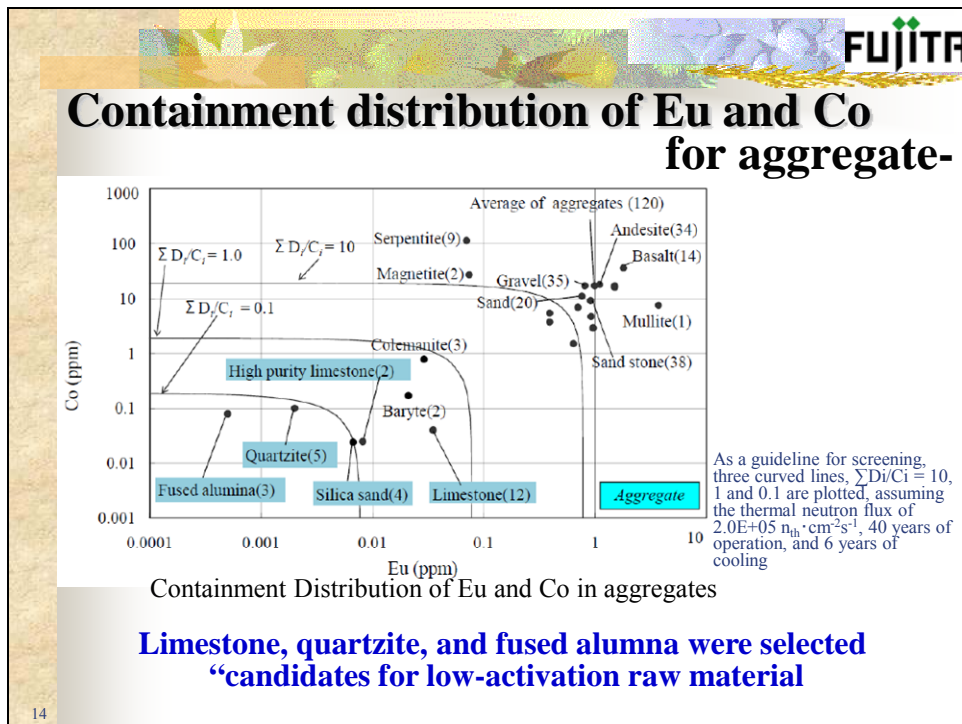 FUJITA
Containment distribution of Eu and Co
for aggregate-
1000
100
10
1
0.1
0.01
0.001
Co (ppm)
0.0001
0.001
0.01
0.1
1
10
Eu (ppm)
Average of aggregates (120)
Andesite(34)
Serpentite(9)
Basalt(14)
∑ Di/Ci = 10
∑ Di/Ci = 1.0
Magnetite(2)
Gravel(35)
Sand(20)
∑ Di/Ci = 0.1
Mullite(1)
Colemanite(3)
Sand stone(38)
High purity limestone(2)
Baryte(2)
Quartzite(5)
Fused alumina(3)
Silica sand(4)
Limestone(12)
Aggregate
As a guideline for screening,
three curved lines, ∑Di/Ci = 10,
1 and 0.1 are plotted, assuming
the thermal neutron flux of
2.0E+05 nth·cm-2s-1, 40 years of
operation, and 6 years of
cooling
Containment Distribution of Eu and Co in aggregates
Limestone, quartzite, and fused alumna were selected
“candidates for low-activation raw material
14